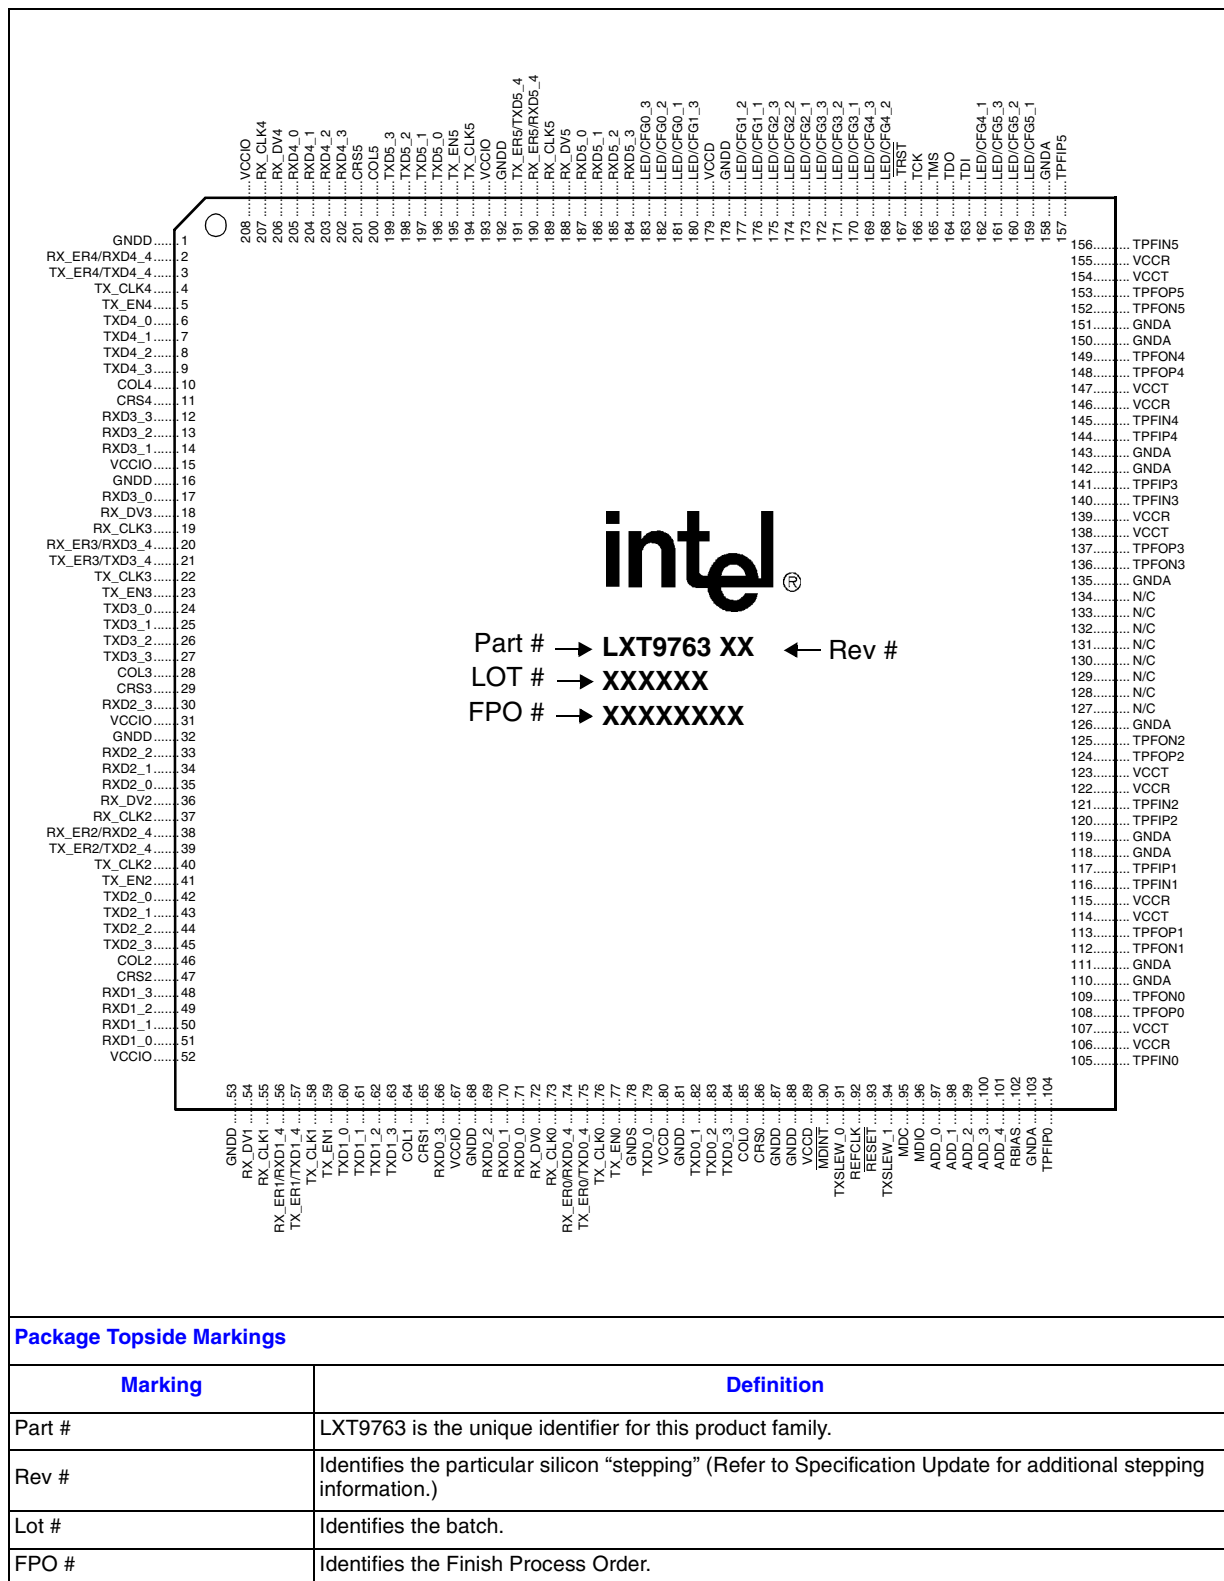 208 ...... VCCIO
207 ...... RX_CLK4
206 ...... RX_DV4
205 ...... RXD4_0
204 ...... RXD4_1
203 ...... RXD4_2
202 ...... RXD4_3
201 ...... CRS5
200 ...... COL5
199 ...... TXD5_3
198 ...... TXD5_2
197 ...... TXD5_1
196 ...... TXD5_0
195 ...... TX_EN5
194 ...... TX_CLK5
193 ...... VCCIO
192 ...... GNDD
191 ...... TX_ER5/TXD5_4
190 ...... RX_ER5/RXD5_4
189 ...... RX_CLK5
188 ...... RX_DV5
187 ...... RXD5_0
186 ...... RXD5_1
185 ...... RXD5_2
184 ...... RXD5_3
183 ...... LED/CFG0_3
182 ...... LED/CFG0_2
181 ...... LED/CFG0_1
180 ...... LED/CFG1_3
179 ...... VCCD
178 ...... GNDD
177 ...... LED/CFG1_2
176 ...... LED/CFG1_1
175 ...... LED/CFG2_3
174 ...... LED/CFG2_2
173 ...... LED/CFG2_1
172 ...... LED/CFG3_3
171 ...... LED/CFG3_2
170 ...... LED/CFG3_1
169 ...... LED/CFG4_3
168 ...... LED/CFG4_2
167 ...... TRST
166 ...... TCK
165 ...... TMS
164 ...... TDO
163 ...... TDI
162 ...... LED/CFG4_1
161 ...... LED/CFG5_3
160 ...... LED/CFG5_2
159 ...... LED/CFG5_1
158 ...... GNDA
157 ...... TPFIP5
GNDD ...... 1
RX_ER4/RXD4_4 ...... 2
TX_ER4/TXD4_4 ...... 3
TX_CLK4 ...... 4
TX_EN4 ...... 5
TXD4_0 ...... 6
TXD4_1 ...... 7
TXD4_2 ...... 8
TXD4_3 ...... 9
COL4 ...... 10
CRS4 ...... 11
RXD3_3 ...... 12
RXD3_2 ...... 13
RXD3_1 ...... 14
VCCIO ...... 15
GNDD ...... 16
RXD3_0 ...... 17
RX_DV3 ...... 18
RX_CLK3 ...... 19
RX_ER3/RXD3_4 ...... 20
TX_ER3/TXD3_4 ...... 21
TX_CLK3 ...... 22
TX_EN3 ...... 23
TXD3_0 ...... 24
TXD3_1 ...... 25
TXD3_2 ...... 26
TXD3_3 ...... 27
COL3 ...... 28
CRS3 ...... 29
RXD2_3 ...... 30
VCCIO ...... 31
GNDD ...... 32
RXD2_2 ...... 33
RXD2_1 ...... 34
RXD2_0 ...... 35
RX_DV2 ...... 36
RX_CLK2 ...... 37
RX_ER2/RXD2_4 ...... 38
TX_ER2/TXD2_4 ...... 39
TX_CLK2 ...... 40
TX_EN2 ...... 41
TXD2_0 ...... 42
TXD2_1 ...... 43
TXD2_2 ...... 44
TXD2_3 ...... 45
COL2 ...... 46
CRS2 ...... 47
RXD1_3 ...... 48
RXD1_2 ...... 49
RXD1_1 ...... 50
RXD1_0 ...... 51
VCCIO ...... 52
intel ®
Part # → LXT9763 XX ← Rev #
LOT # → XXXXXX
FPO # → XXXXXXXX
156 ...... TPFIN5
155 ...... VCCR
154 ...... VCCT
153 ...... TPFOP5
152 ...... TPFON5
151 ...... GNDA
150 ...... GNDA
149 ...... TPFON4
148 ...... TPFOP4
147 ...... VCCT
146 ...... VCCR
145 ...... TPFIN4
144 ...... TPFIP4
143 ...... GNDA
142 ...... GNDA
141 ...... TPFIP3
140 ...... TPFIN3
139 ...... VCCR
138 ...... VCCT
137 ...... TPFOP3
136 ...... TPFON3
135 ...... GNDA
134 ...... N/C
133 ...... N/C
132 ...... N/C
131 ...... N/C
130 ...... N/C
129 ...... N/C
128 ...... N/C
127 ...... N/C
126 ...... GNDA
125 ...... TPFON2
124 ...... TPFOP2
123 ...... VCCT
122 ...... VCCR
121 ...... TPFIN2
120 ...... TPFIP2
119 ...... GNDA
118 ...... GNDA
117 ...... TPFIP1
116 ...... TPFIN1
115 ...... VCCR
114 ...... VCCT
113 ...... TPFOP1
112 ...... TPFON1
111 ...... GNDA
110 ...... GNDA
109 ...... TPFON0
108 ...... TPFOP0
107 ...... VCCT
106 ...... VCCR
105 ...... TPFIN0
GNDD ...... 53
RX_DV1 ...... 54
RX_CLK1 ...... 55
RX_ER1/RXD1_4 ...... 56
TX_ER1/TXD1_4 ...... 57
TX_CLK1 ...... 58
TX_EN1 ...... 59
TXD1_0 ...... 60
TXD1_1 ...... 61
TXD1_2 ...... 62
TXD1_3 ...... 63
COL1 ...... 64
CRS1 ...... 65
RXD0_3 ...... 66
VCCIO ...... 67
GNDD ...... 68
RXD0_2 ...... 69
RXD0_1 ...... 70
RXD0_0 ...... 71
RX_DV0 ...... 72
RX_CLK0 ...... 73
RX_ER0/RXD0_4 ...... 74
TX_ER0/TXD0_4 ...... 75
TX_CLK0 ...... 76
TX_EN0 ...... 77
GNDS ...... 78
TXD0_0 ...... 79
VCCD ...... 80
GNDD ...... 81
TXD0_1 ...... 82
TXD0_2 ...... 83
TXD0_3 ...... 84
COL0 ...... 85
CRS0 ...... 86
GNDD ...... 87
GNDD ...... 88
VCCD ...... 89
MDINT ...... 90
TXSLEW_0 ...... 91
REFCLK ...... 92
RESET ...... 93
TXSLEW_1 ...... 94
MDC ...... 95
MDIO ...... 96
ADD_0 ...... 97
ADD_1 ...... 98
ADD_2 ...... 99
ADD_3 ...... 100
ADD_4 ...... 101
RBIAS ...... 102
GNDA ...... 103
TPFIP0 ...... 104
Package Topside Markings
Marking Definition
Part # LXT9763 is the unique identifier for this product family.
Rev # Identifies the particular silicon “stepping” (Refer to Specification Update for additional stepping
information.)
Lot # Identifies the batch.
FPO # Identifies the Finish Process Order.